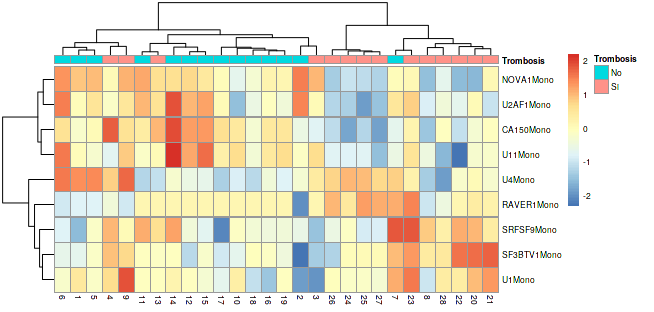 Trombosis
NOVA1Mono
U2AF1Mono
CA150Mono
U11Mono
U4Mono
RAVER1Mono
SRFSF9Mono
SF3BTV1Mono
U1Mono
6 1 5 4 9 11 13 14 12 15 17 10 18 16 19 2 3 26 24 25 27 7 23 8 28 22 20 21
2
1
0
-1
-2
Trombosis
No
SI